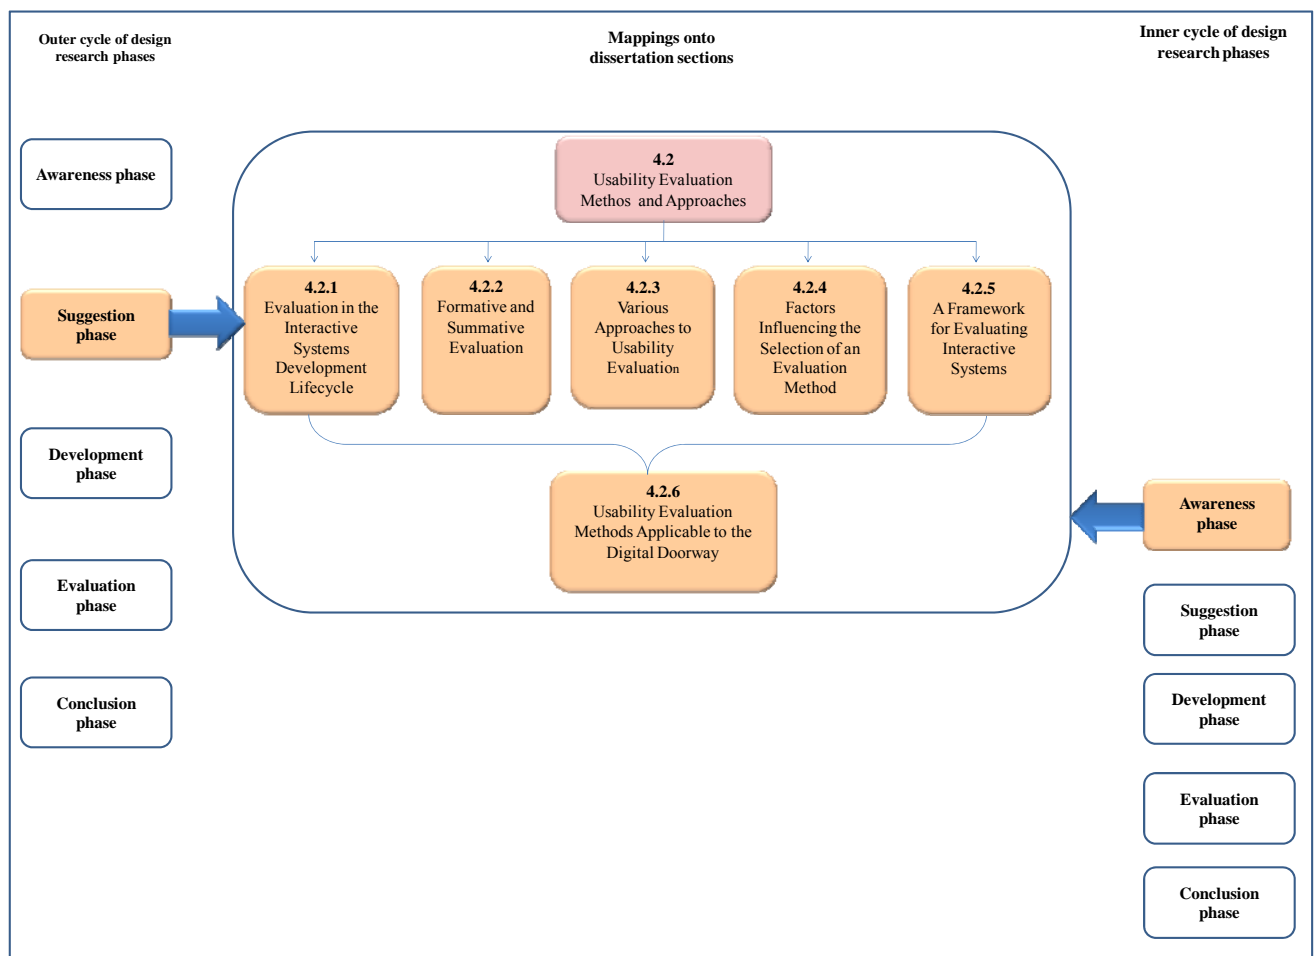 Outer cycle of design
research phases
Mappings onto
dissertation sections
Inner cycle of design
research phases
Awareness phase
Suggestion
phase
Development
phase
Evaluation
phase
Conclusion
phase
4.2
Usability Evaluation
Methos and Approaches
4.2.1
Evaluation in the
Interactive
Systems
Development
Lifecycle
4.2.2
Formative and
Summative
Evaluation
4.2.3
Various
Approaches to
Usability
Evaluation
4.2.4
Factors
Influencing the
Selection of an
Evaluation
Method
4.2.5
A Framework
for Evaluating
Interactive
Systems
4.2.6
Usability Evaluation
Methods Applicable to the
Digital Doorway
Awareness
phase
Suggestion
phase
Development
phase
Evaluation
phase
Conclusion
phase